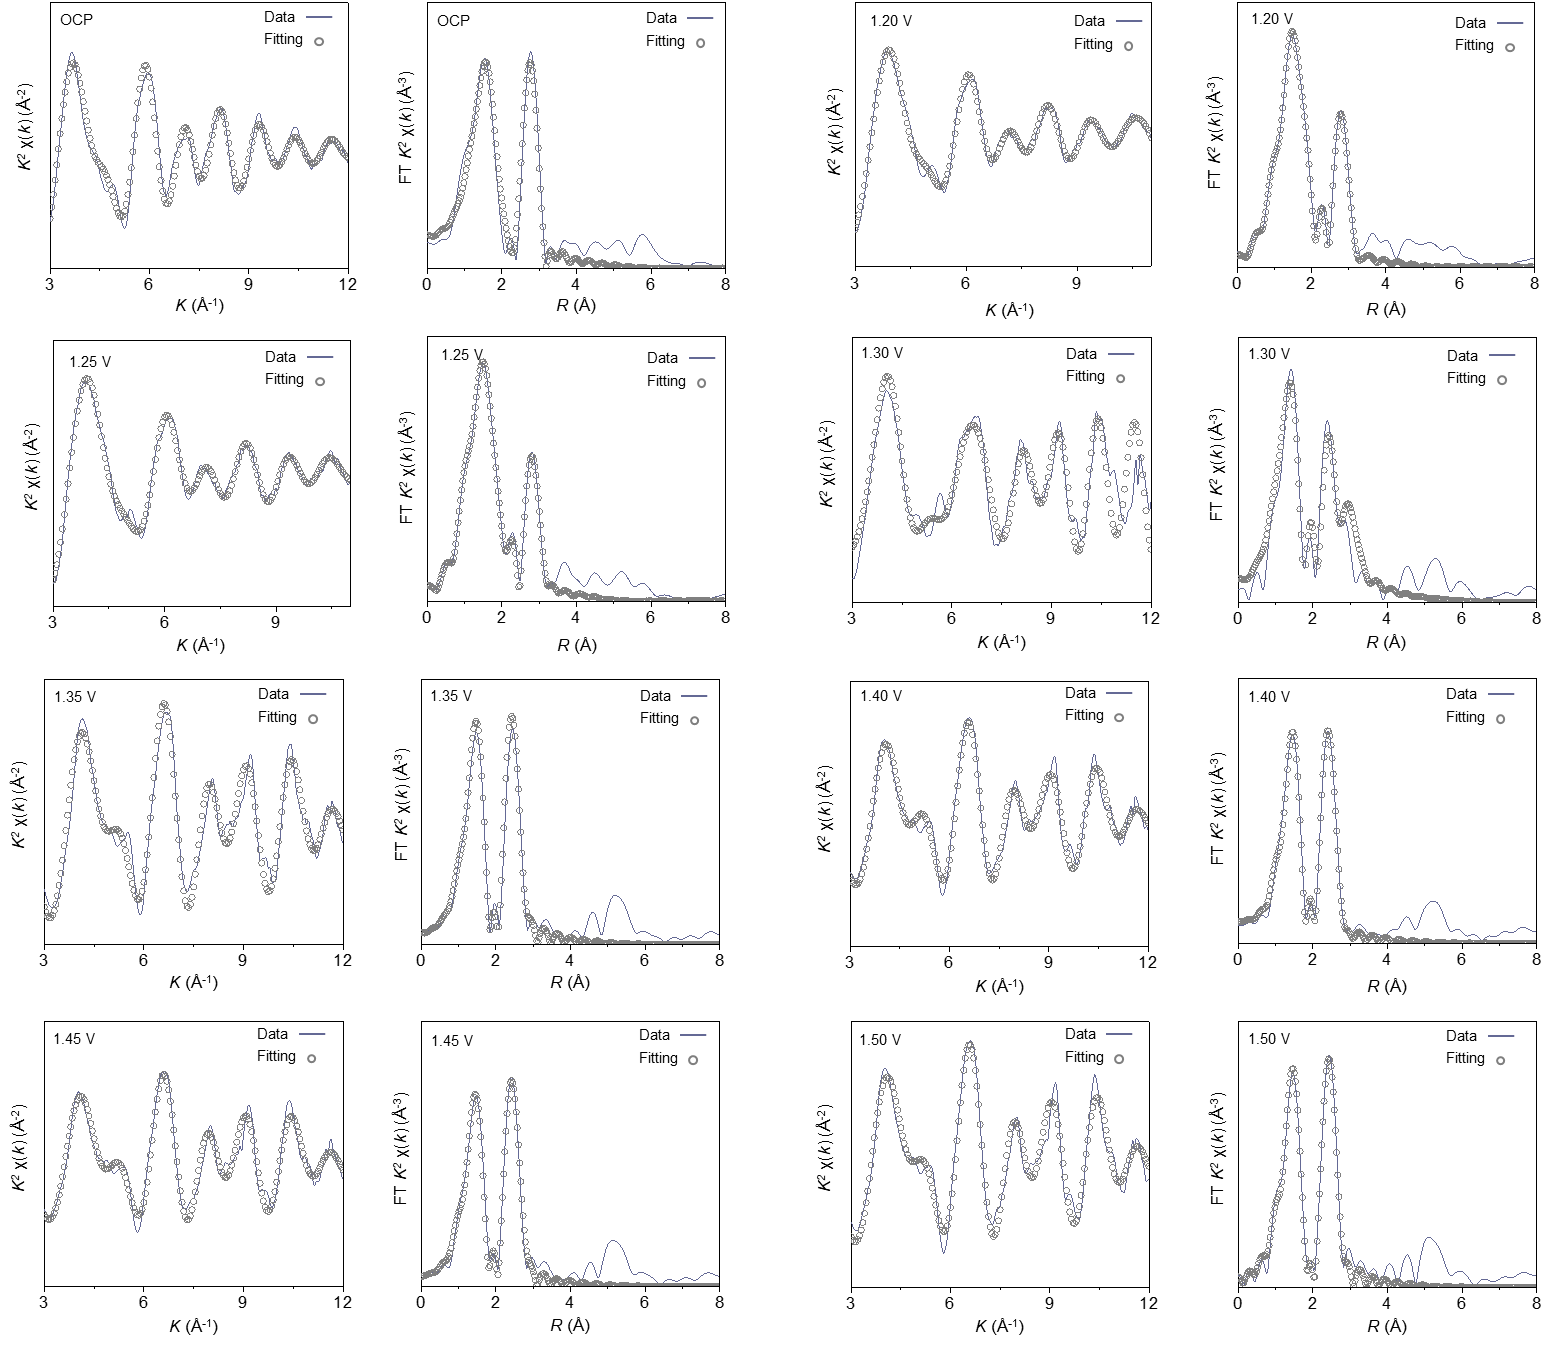 OCP
Data
Fitting
K² χ(k) (Å-²)
3 6 9 12
K (Å-¹)
OCP
Data
Fitting
FT K² χ(k) (Å-³)
0 2 4 6 8
R (Å)
1.20 V
Data
Fitting
K² χ(k) (Å-²)
3 6 9
K (Å-¹)
1.20 V
Data
Fitting
FT K² χ(k) (Å-³)
0 2 4 6 8
R (Å)
1.25 V
Data
Fitting
K² χ(k) (Å-²)
3 6 9
K (Å-¹)
1.25 V
Data
Fitting
FT K² χ(k) (Å-³)
0 2 4 6 8
R (Å)
1.30 V
Data
Fitting
K² χ(k) (Å-²)
3 6 9 12
K (Å-¹)
1.30 V
Data
Fitting
FT K² χ(k) (Å-³)
0 2 4 6 8
R (Å)
1.35 V
Data
Fitting
K² χ(k) (Å-²)
3 6 9 12
K (Å-¹)
1.35 V
Data
Fitting
FT K² χ(k) (Å-³)
0 2 4 6 8
R (Å)
1.40 V
Data
Fitting
K² χ(k) (Å-²)
3 6 9 12
K (Å-¹)
1.40 V
Data
Fitting
FT K² χ(k) (Å-³)
0 2 4 6 8
R (Å)
1.45 V
Data
Fitting
K² χ(k) (Å-²)
3 6 9 12
K (Å-¹)
1.45 V
Data
Fitting
FT K² χ(k) (Å-³)
0 2 4 6 8
R (Å)
1.50 V
Data
Fitting
K² χ(k) (Å-²)
3 6 9 12
K (Å-¹)
1.50 V
Data
Fitting
FT K² χ(k) (Å-³)
0 2 4 6 8
R (Å)